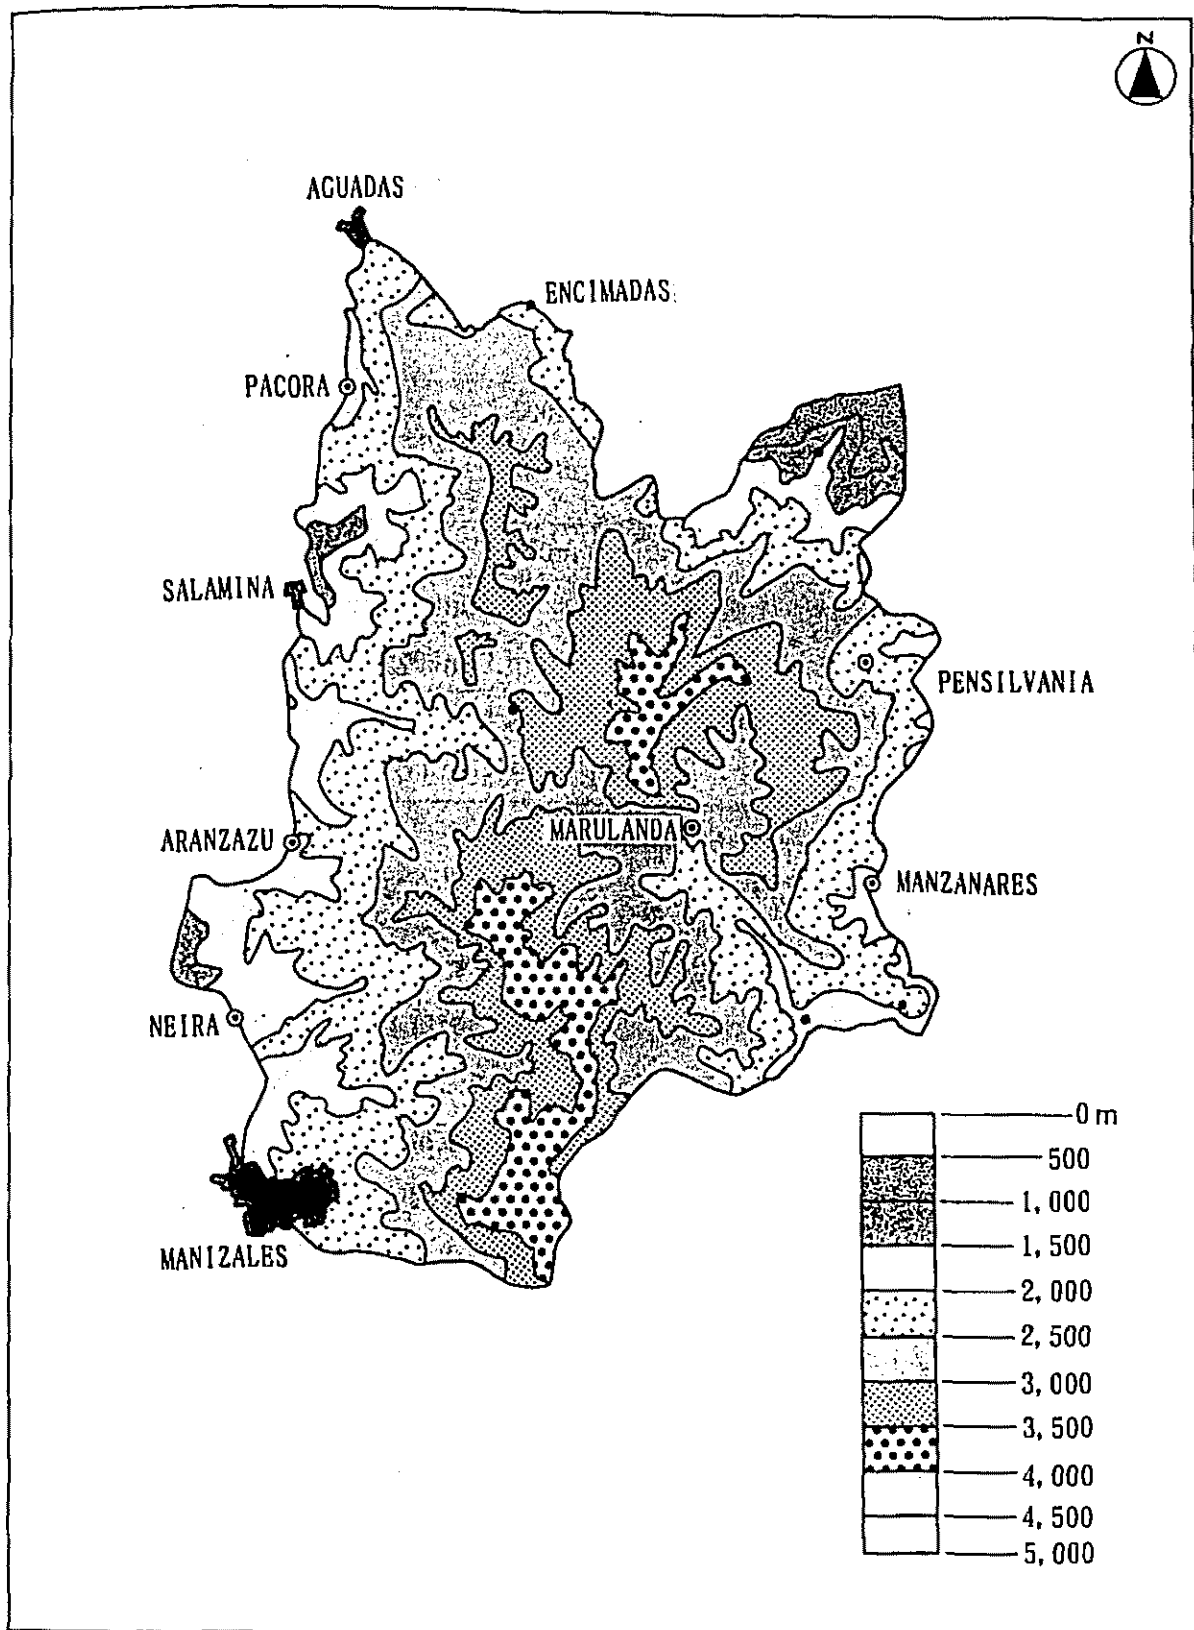 N
AGUADAS
ENCIMADAS
PACORA
SALAMINA
PENSILVANIA
MARULANDA
ARANZAZU
MANZANARES
NEIRA
MANIZALES
0 m
500
1,000
1,500
2,000
2,500
3,000
3,500
4,000
4,500
5,000